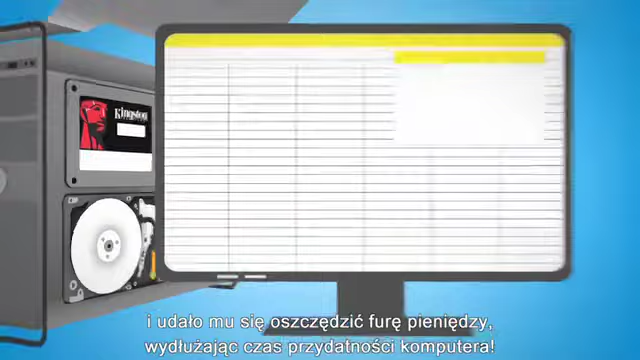 Kingston
i udało mu się oszczędzić furę pieniędzy,
wydłużając czas przydatności komputera!